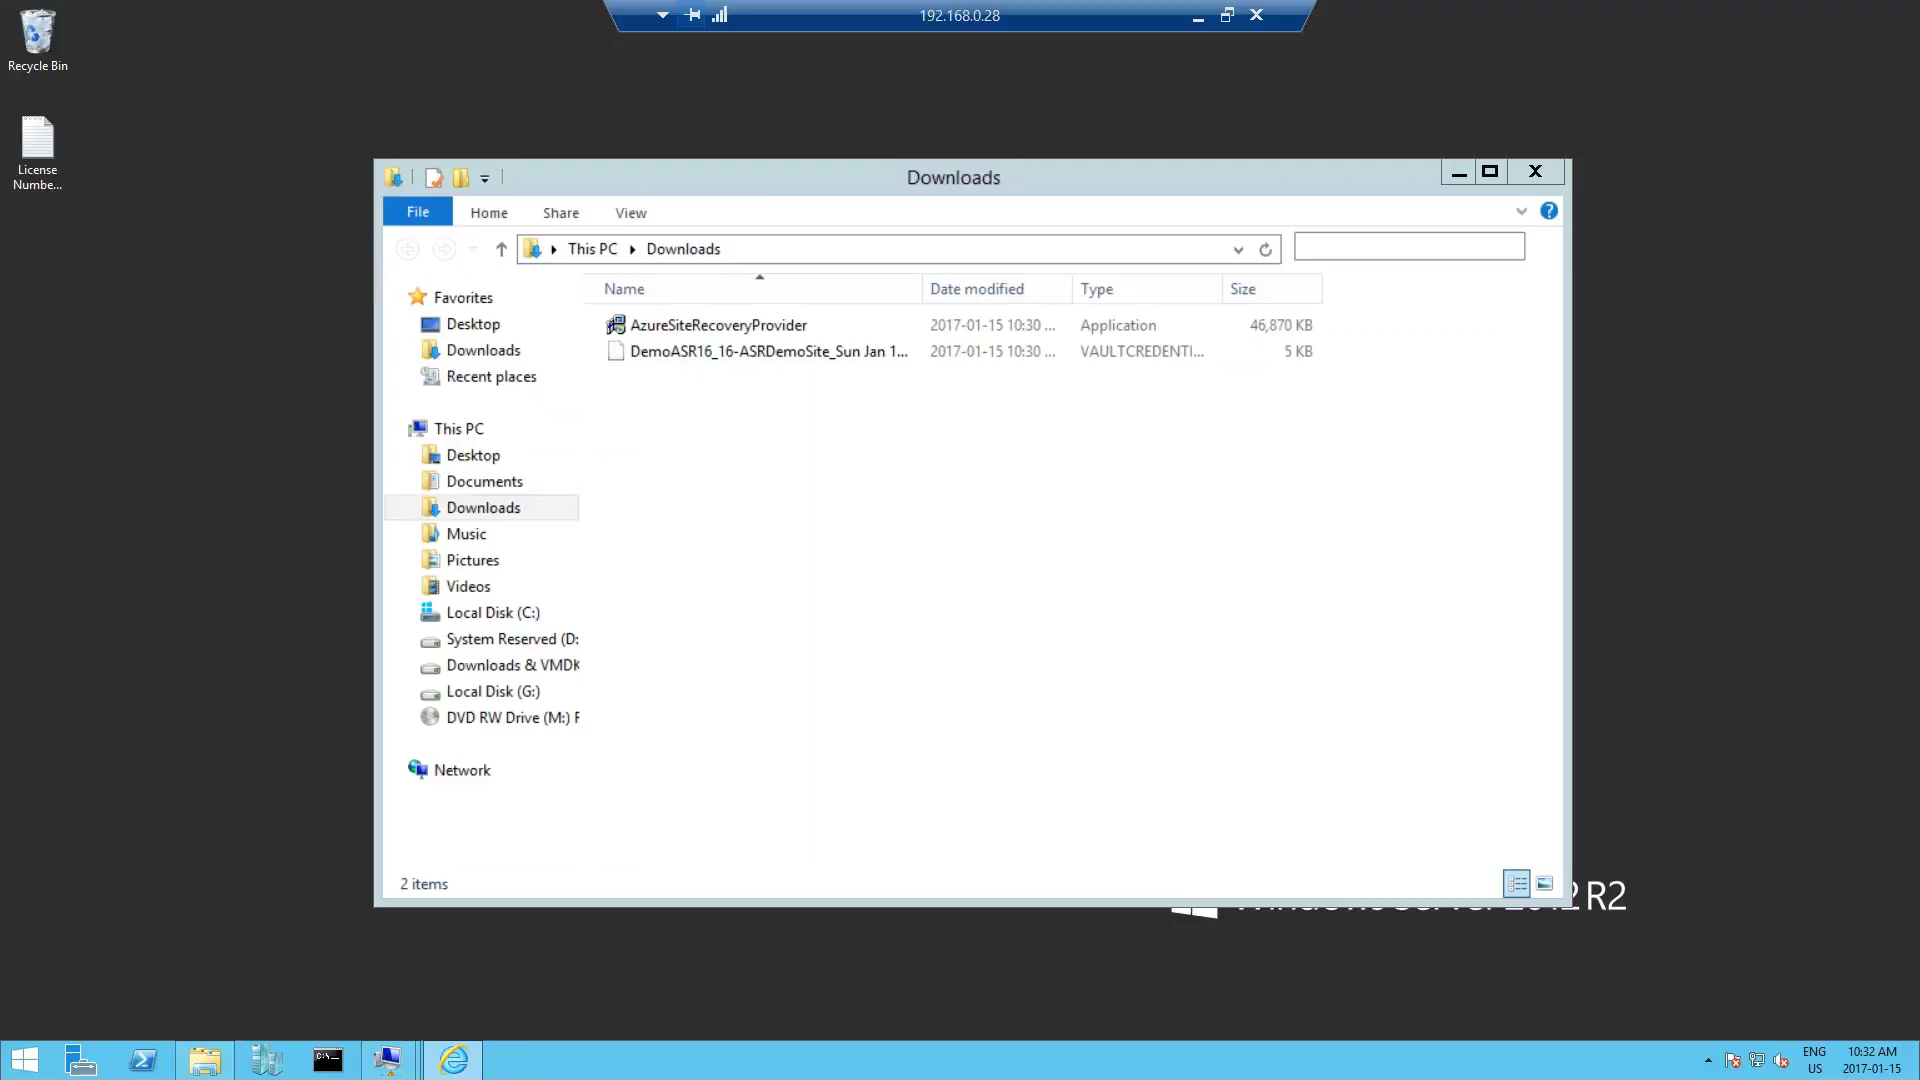 192.168.0.28
Recycle Bin
License
Numbe...
Downloads
File
Home
Share
View
This PC
Downloads
Name
Date modified
Type
Size
AzureSiteRecoveryProvider
2017-01-15 10:30 ...
Application
46,870 KB
DemoASR16_16-ASRDemoSite_Sun Jan 1...
2017-01-15 10:30 ...
VAULTCREDENTI...
5 KB
Favorites
Desktop
Downloads
Recent places
This PC
Desktop
Documents
Downloads
Music
Pictures
Videos
Local Disk (C:)
System Reserved (D:
Downloads & VMDK
Local Disk (G:)
DVD RW Drive (M:) F
Network
2 items
R2
C:\-
ENG
US
10:32 AM
2017-01-15